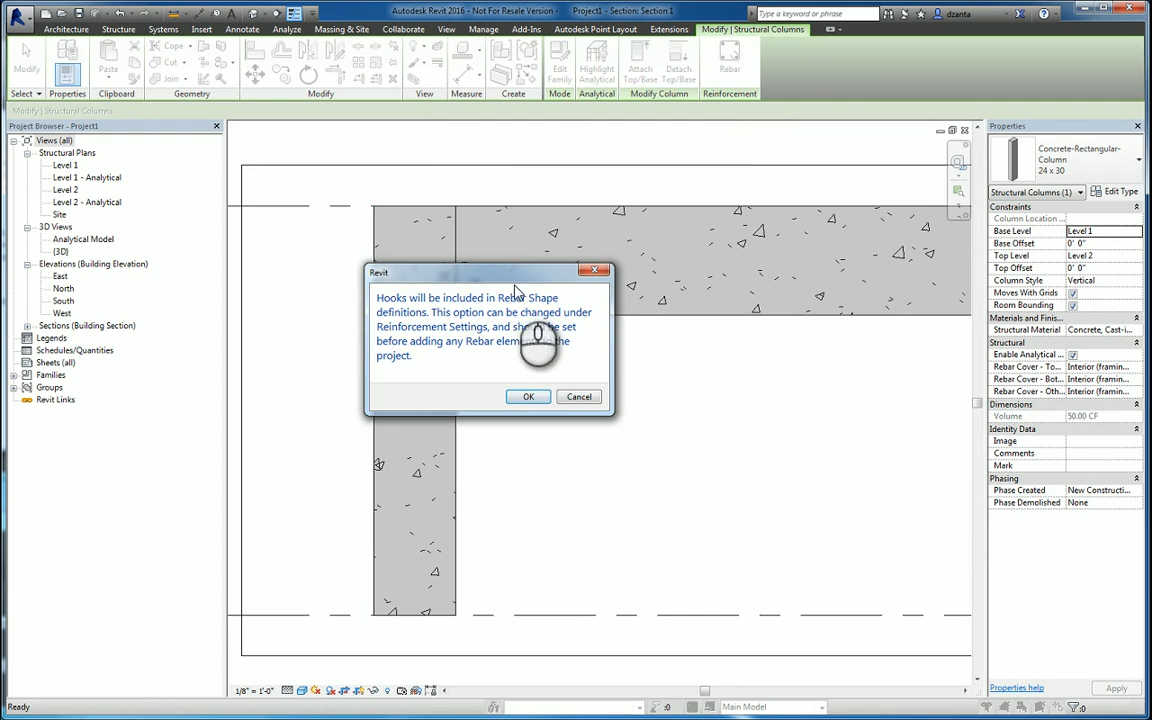 Autodesk Revit 2016 - Not For Resale Version - Project1 - Section: Section 1
Type a keyword or phrase
dzanta
Architecture Structure Systems Insert Annotate Analyze Massing & Site Collaborate View Manage Add-Ins Autodesk Point Layout Extensions Modify | Structural Columns
Modify
Paste
Cope
Cut
Join
Edit Family
Highlight Analytical
Attach Top/Base
Detach Top/Base
Rebar
Select Properties Clipboard Geometry Modify View Measure Create Mode Analytical Modify Column Reinforcement
Modify | Structural Columns
Project Browser - Project1
Views (all)
Structural Plans
Level 1
Level 1 - Analytical
Level 2
Level 2 - Analytical
Site
3D Views
Analytical Model
{3D}
Elevations (Building Elevation)
East
North
South
West
Sections (Building Section)
Legends
Schedules/Quantities
Sheets (all)
Families
Groups
Revit Links
Revit
Hooks will be included in Rebar Shape
definitions. This option can be changed under
Reinforcement Settings, and should be set
before adding any Rebar elements to the
project.
OK Cancel
Properties
Concrete-Rectangular-
Column
24 x 30
Structural Columns (1) Edit Type
Constraints
Column Location ...
Base Level Level 1
Base Offset 0' 0"
Top Level Level 2
Top Offset 0' 0"
Column Style Vertical
Moves With Grids
Room Bounding
Materials and Finis...
Structural Material Concrete, Cast-i...
Structural
Enable Analytical ...
Rebar Cover - To... Interior (framin...
Rebar Cover - Bot... Interior (framin...
Rebar Cover - Oth... Interior (framin...
Dimensions
Volume 50.00 CF
Identity Data
Image
Comments
Mark
Phasing
Phase Created New Constructi...
Phase Demolished None
Properties help Apply
1/8" = 1'-0"
Ready
:0
Main Model
:0